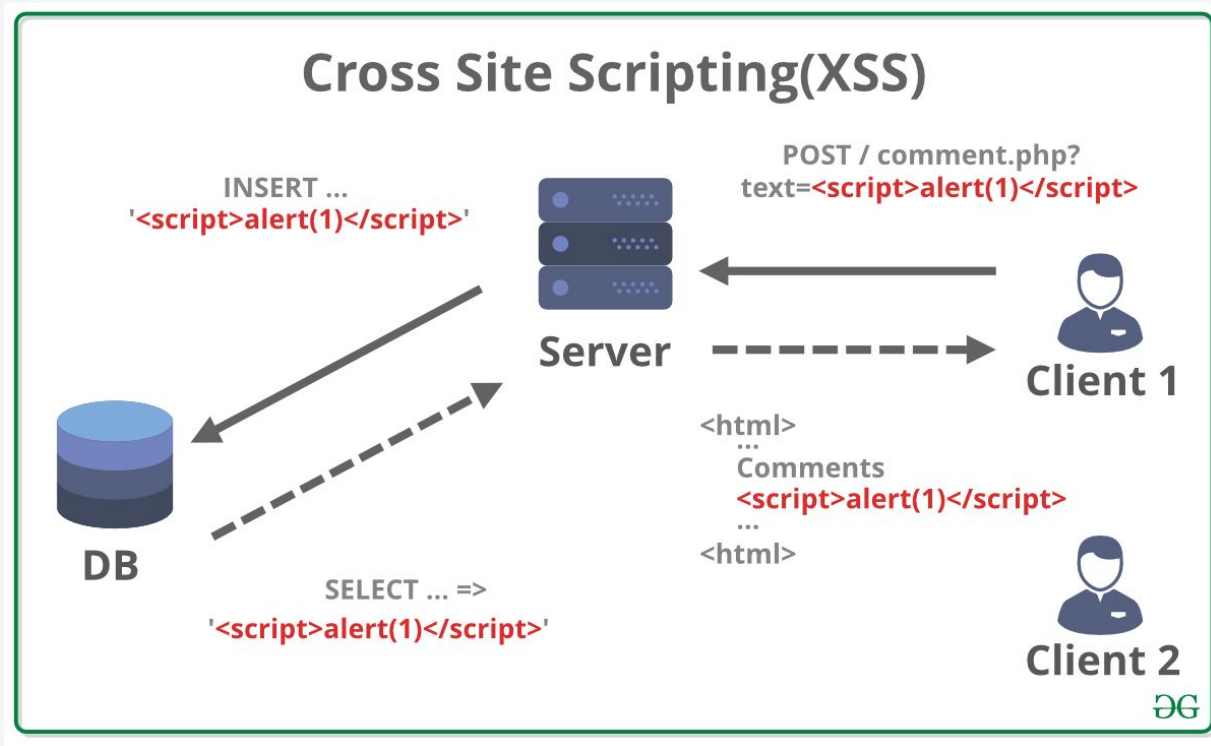 Cross Site Scripting(XSS)
POST / comment.php?
text=<script>alert(1)</script>
INSERT ...
'<script>alert(1)</script>'
Server
Client 1
<html>
...
Comments
<script>alert(1)</script>
...
<html>
DB
SELECT ... =>
'<script>alert(1)</script>'
Client 2